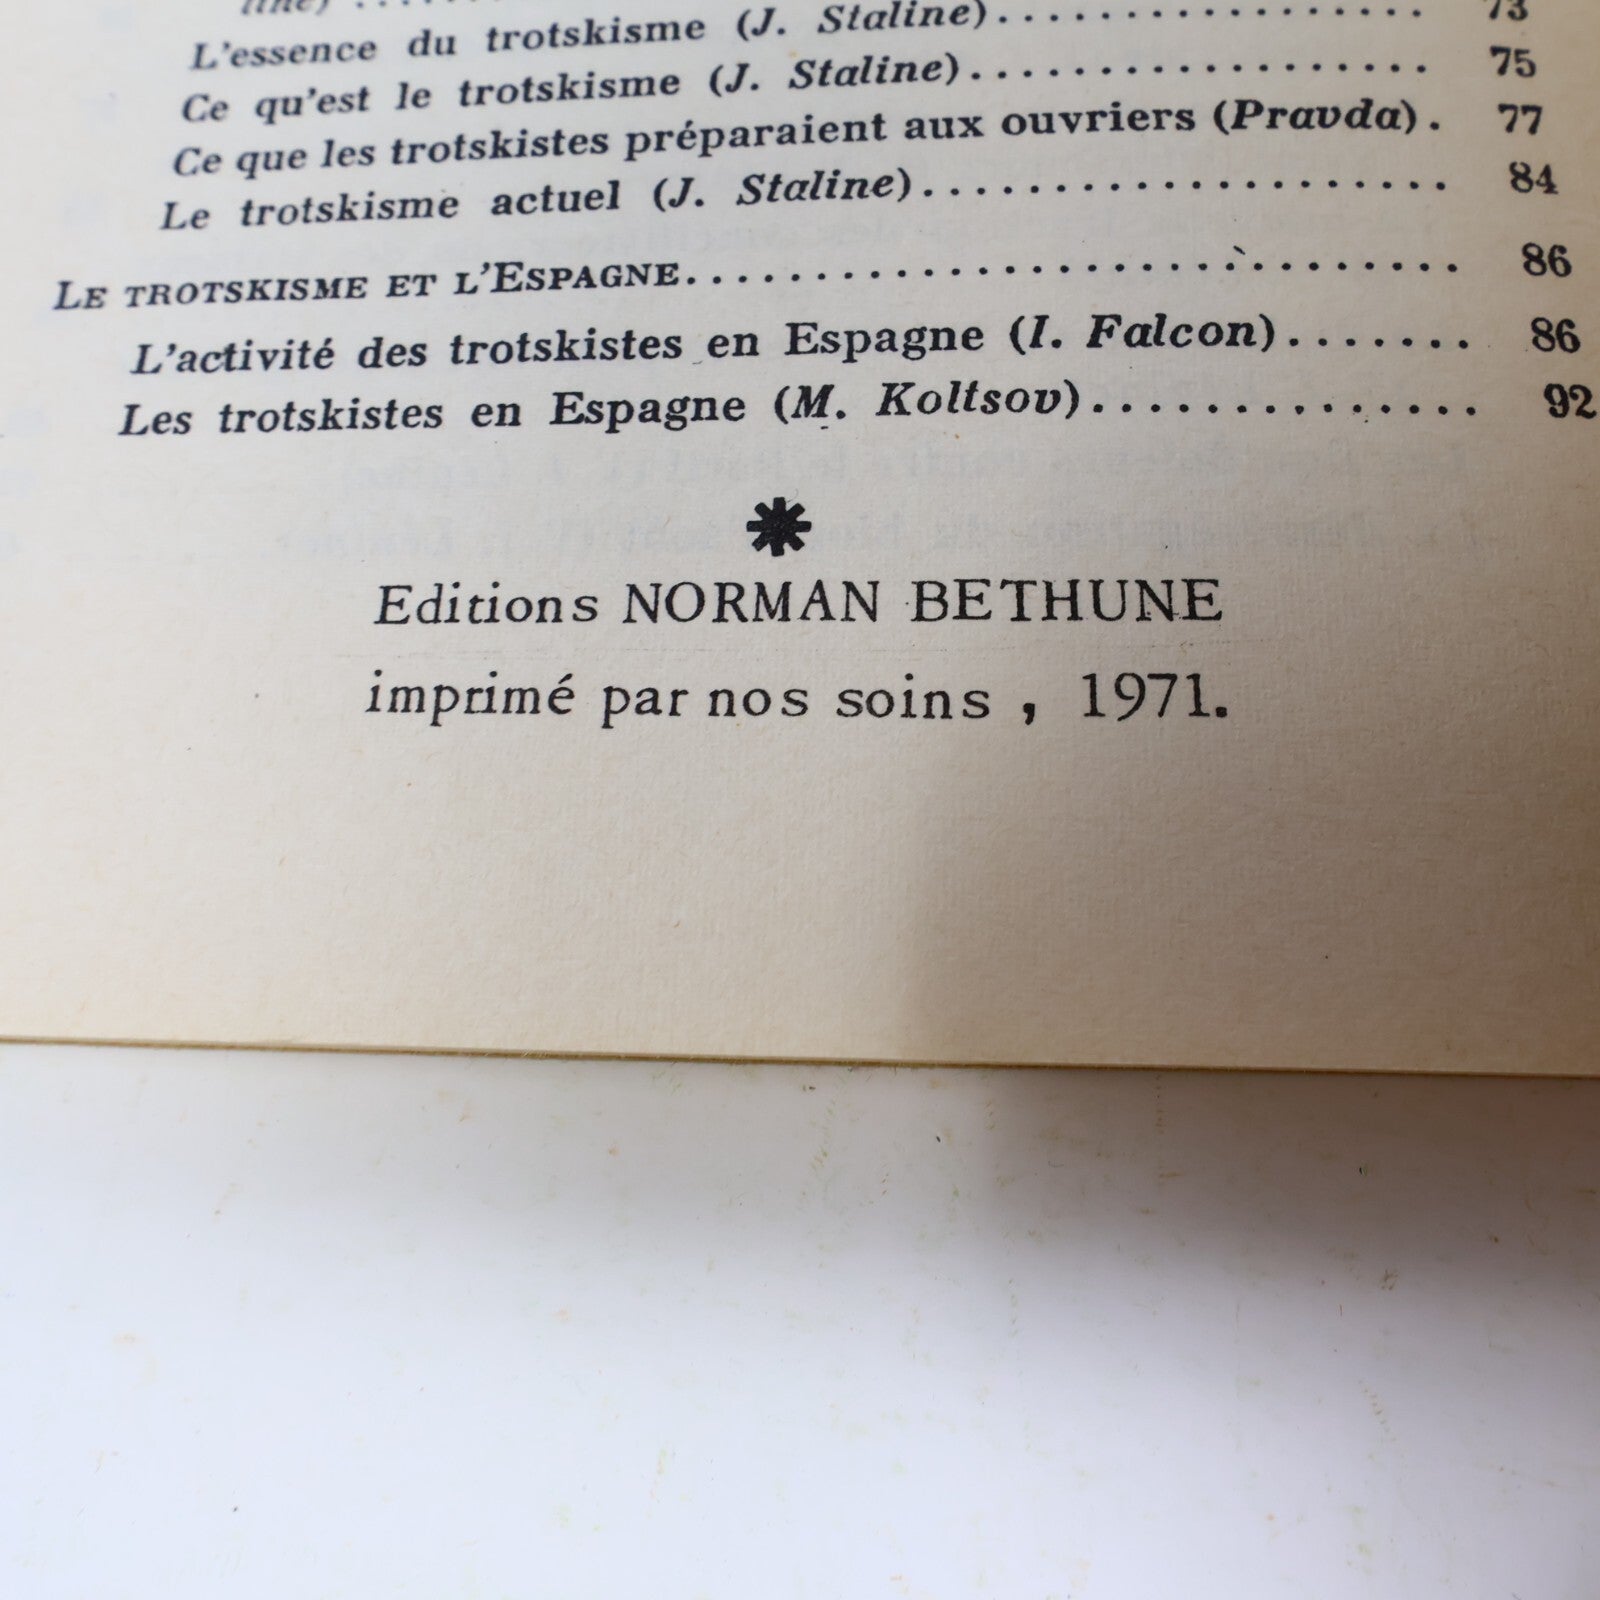 line) . . . . . .
L'essence du trotskisme (J. Staline) . . . . . . . . . . . . . . . . . 73
Ce qu'est le trotskisme (J. Staline) . . . . . . . . . . . . . . . . . . 75
Ce que les trotskistes préparaient aux ouvriers (Pravda) . 77
Le trotskisme actuel (J. Staline) . . . . . . . . . . . . . . . . . . . . 84
LE TROTSKISME ET L'ESPAGNE. . . . . . . . . . . . . . . . . . . . . . . . . . . . . 86
L'activité des trotskistes en Espagne (I. Falcon) . . . . . . . 86
Les trotskistes en Espagne (M. Koltsov) . . . . . . . . . . . . . . 92
Editions NORMAN BETHUNE
imprimé par nos soins , 1971.